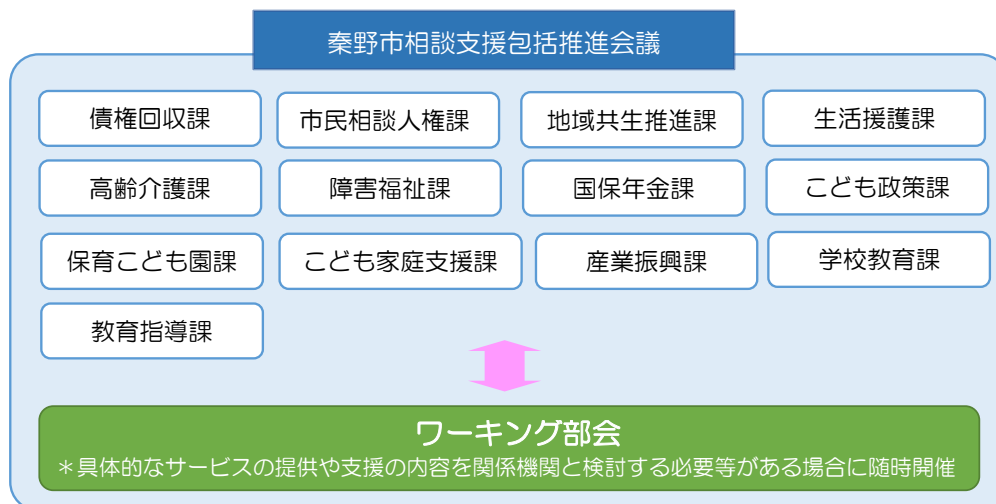 秦野市相談支援包括推進会議
債権回収課
市民相談人権課
地域共生推進課
生活援護課
高齢介護課
障害福祉課
国保年金課
こども政策課
保育こども園課
こども家庭支援課
産業振興課
学校教育課
教育指導課
ワーキング部会
＊具体的なサービスの提供や支援の内容を関係機関と検討する必要等がある場合に随時開催